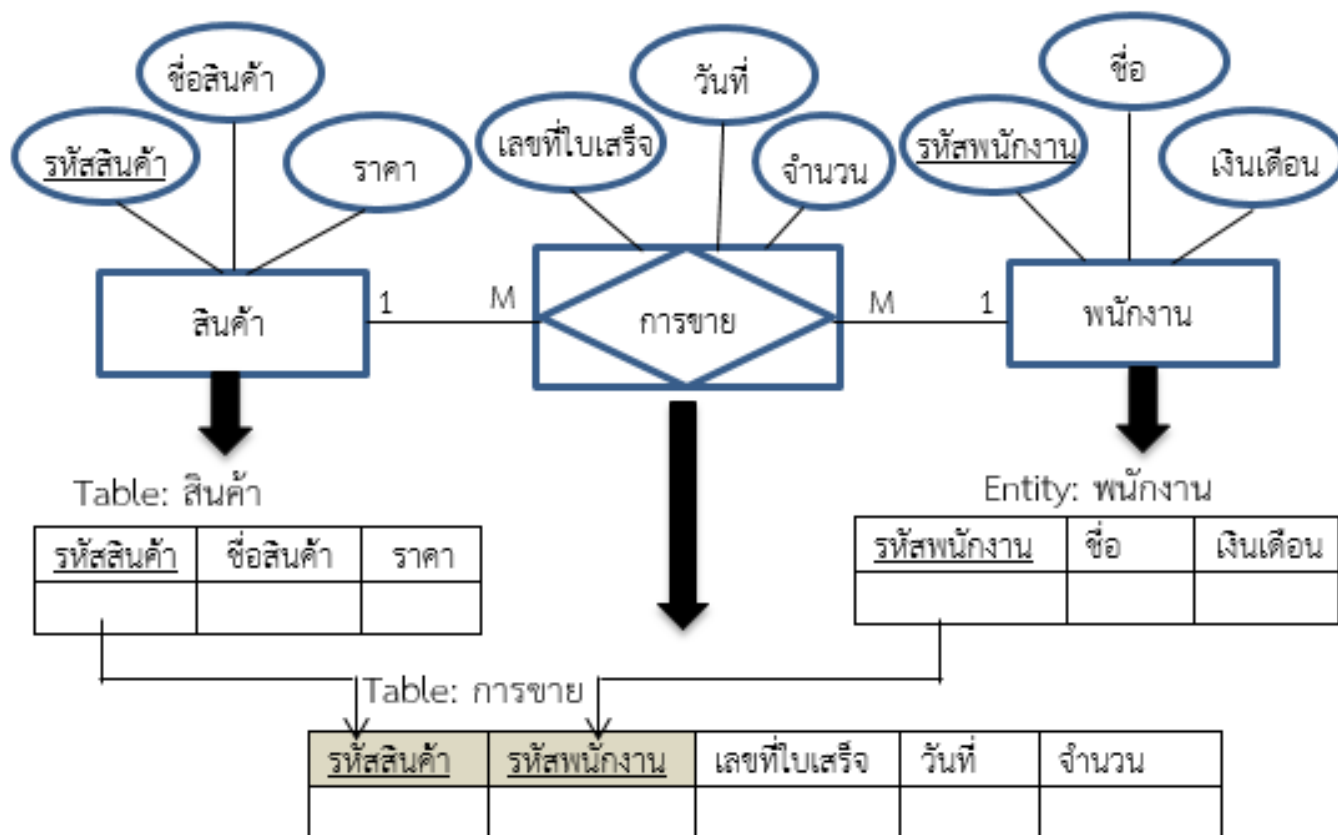 ชื่อสินค้า
วันที่
ชื่อ
รหัสสินค้า
ราคา
เลขที่ใบเสร็จ
จำนวน
รหัสพนักงาน
เงินเดือน
สินค้า
1
M
การขาย
M
1
พนักงาน
Table: สินค้า
Entity: พนักงาน
รหัสสินค้า ชื่อสินค้า ราคา
รหัสพนักงาน ชื่อ เงินเดือน
Table: การขาย
รหัสสินค้า รหัสพนักงาน เลขที่ใบเสร็จ วันที่ จำนวน